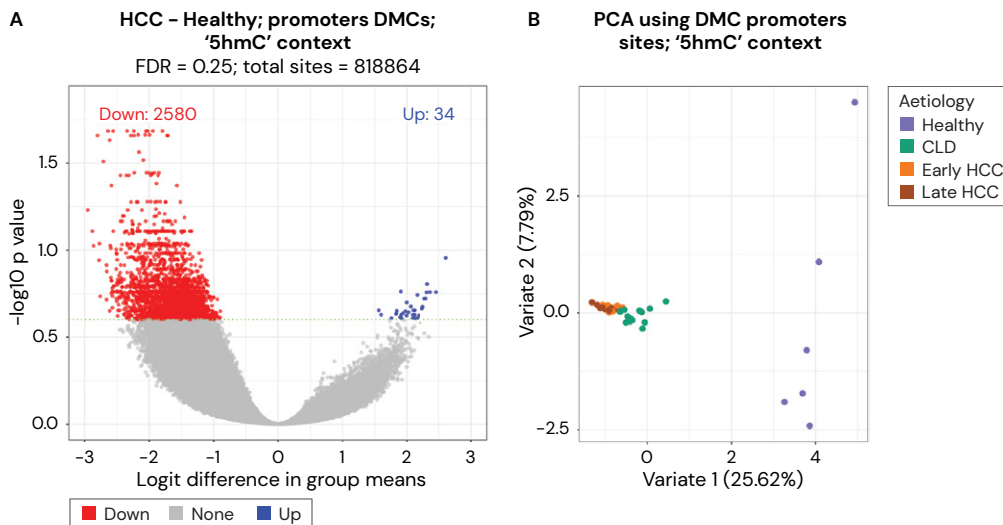 A
HCC – Healthy; promoters DMCs;
‘5hmC’ context
FDR = 0.25; total sites = 818864
Down: 2580
Up: 34
-log10 p value
1.5
1.0
0.5
0.0
−3
−2
−1
0
1
2
3
Logit difference in group means
Down
None
Up
B
PCA using DMC promoters
sites; ‘5hmC’ context
Variate 2 (7.79%)
2.5
0.0
−2.5
0
2
4
Variate 1 (25.62%)
Aetiology
Healthy
CLD
Early HCC
Late HCC